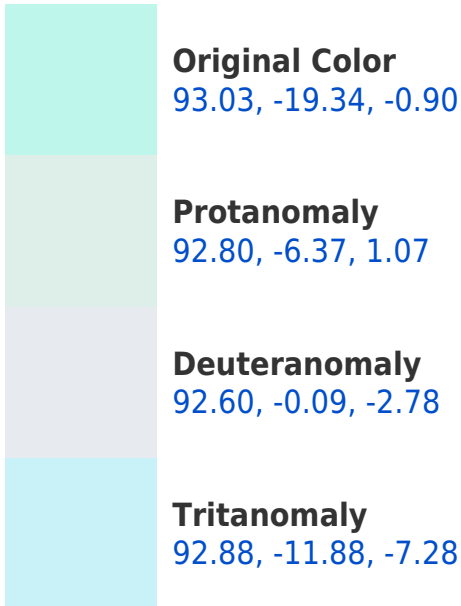 Original Color
93.03, -19.34, -0.90
Protanomaly
92.80, -6.37, 1.07
Deuteranomaly
92.60, -0.09, -2.78
Tritanomaly
92.88, -11.88, -7.28